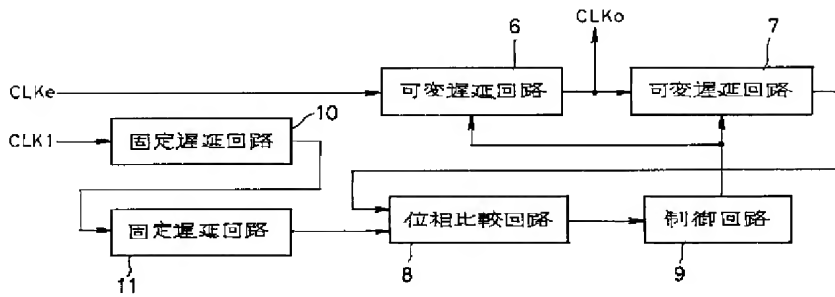 6
CLKo
7
CLKe
可変遅延回路
可変遅延回路
10
CLK1
固定遅延回路
固定遅延回路
位相比較回路
制御回路
11
8
9